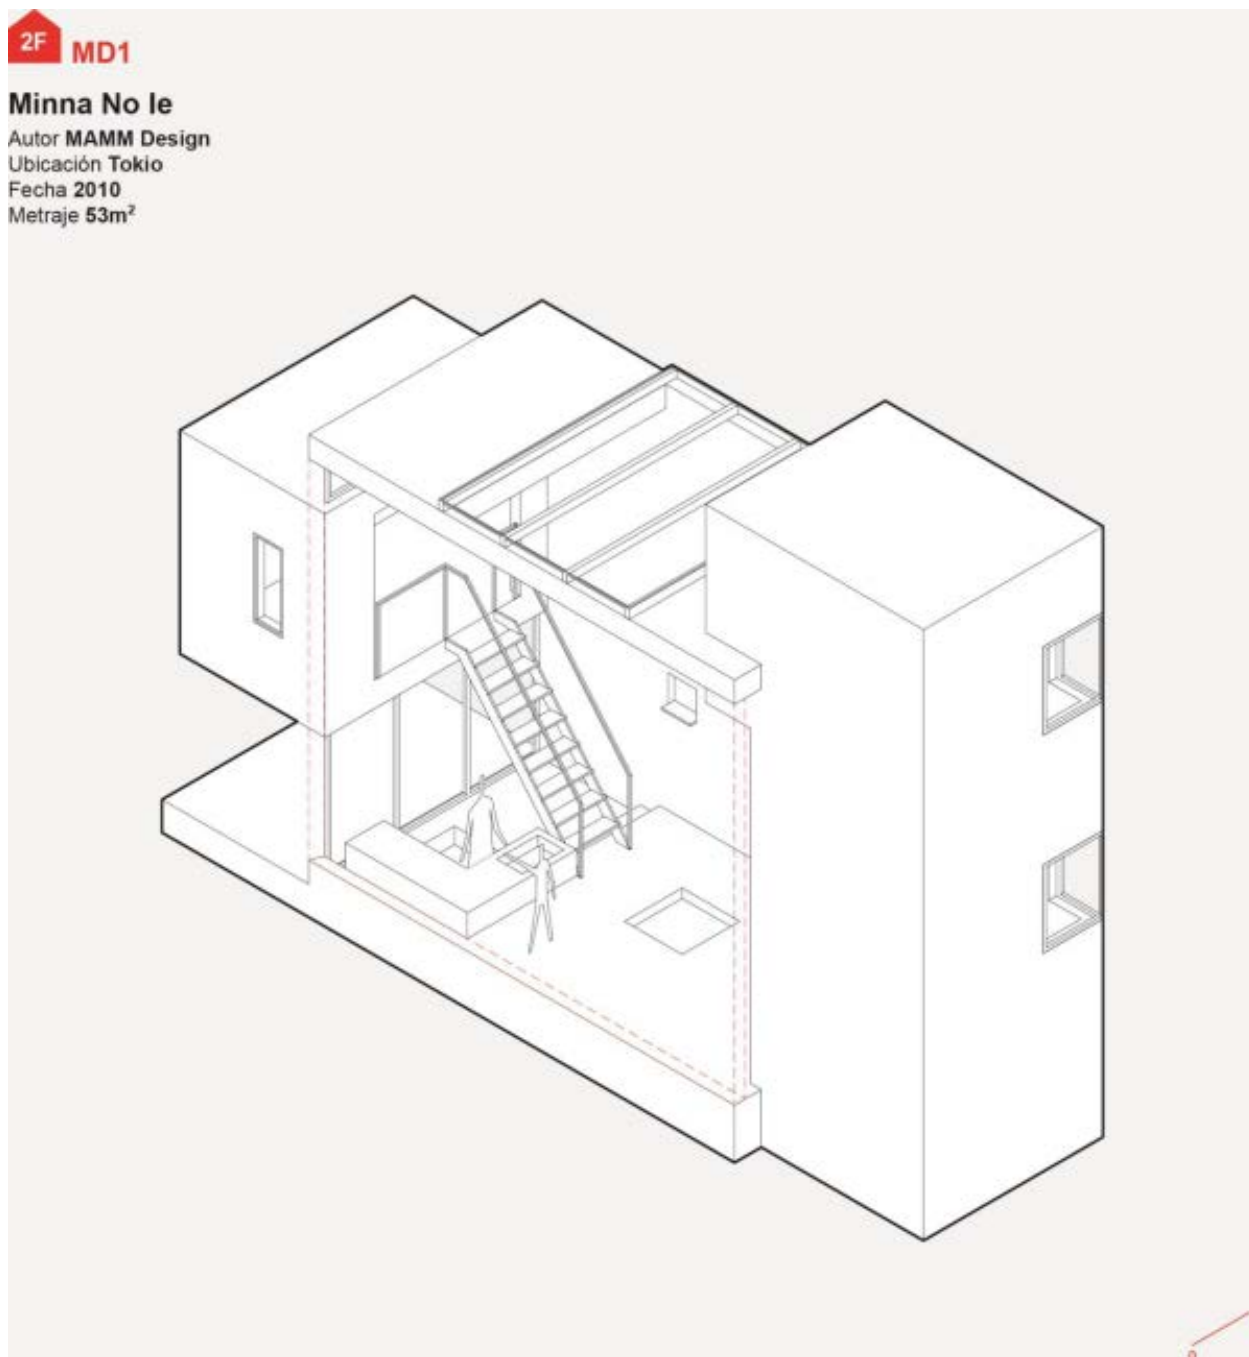 2F MD1
Minna No Ie
Autor MAMM Design
Ubicación Tokio
Fecha 2010
Metraje 53m²